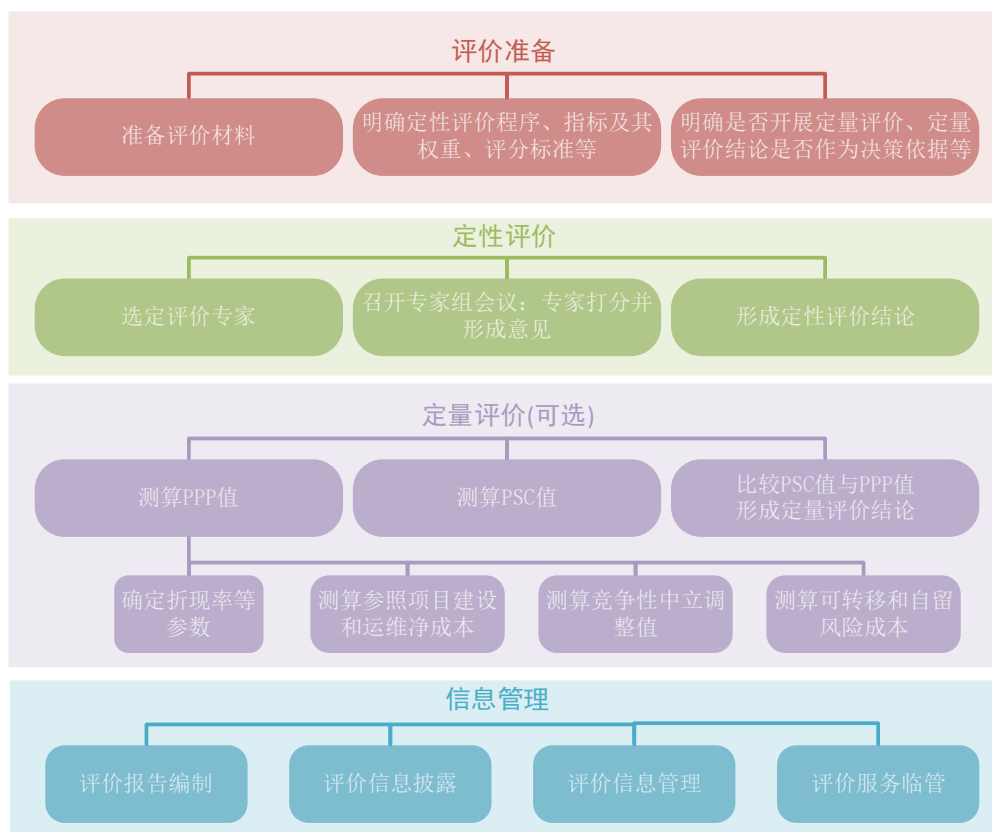 评价准备
准备评价材料
明确定性评价程序、指标及其
权重、评分标准等
明确是否开展定量评价、定量
评价结论是否作为决策依据等
定性评价
选定评价专家
召开专家组会议：专家打分并
形成意见
形成定性评价结论
定量评价(可选)
测算PPP值
测算PSC值
比较PSC值与PPP值
形成定量评价结论
确定折现率等
参数
测算参照项目建设
和运维净成本
测算竞争性中立调
整值
测算可转移和自留
风险成本
信息管理
评价报告编制
评价信息披露
评价信息管理
评价服务临管